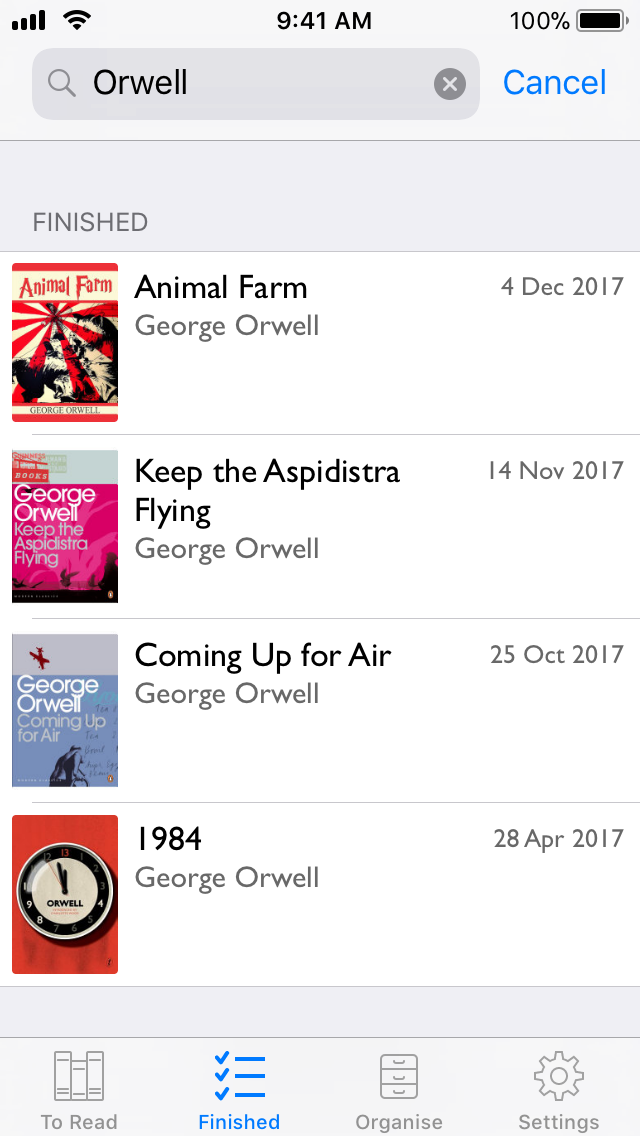 9:41 AM
100%
Orwell
Cancel
FINISHED
Animal Farm
GEORGE ORWELL
Animal Farm
4 Dec 2017
George Orwell
BOOKS
George
Orwell
Keep the
Aspidistra
Flying
Keep the Aspidistra
Flying
14 Nov 2017
George Orwell
George
Orwell
Coming Up
for Air
Coming Up for Air
25 Oct 2017
George Orwell
ORWELL
1984
28 Apr 2017
George Orwell
To Read
Finished
Organise
Settings